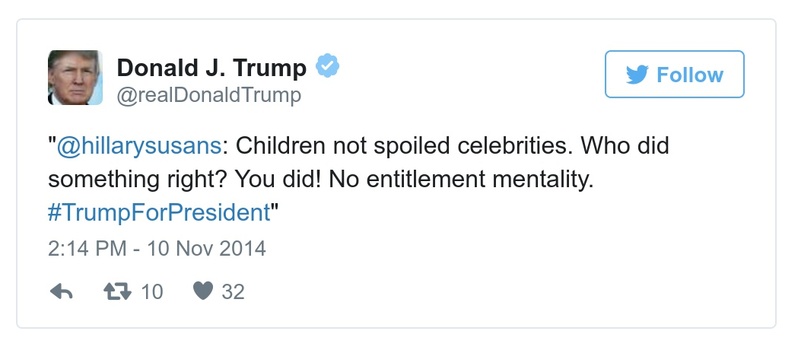 Donald J. Trump
@realDonaldTrump
Follow
"@hillarysusans: Children not spoiled celebrities. Who did
something right? You did! No entitlement mentality.
#TrumpForPresident"
2:14 PM - 10 Nov 2014
10 32